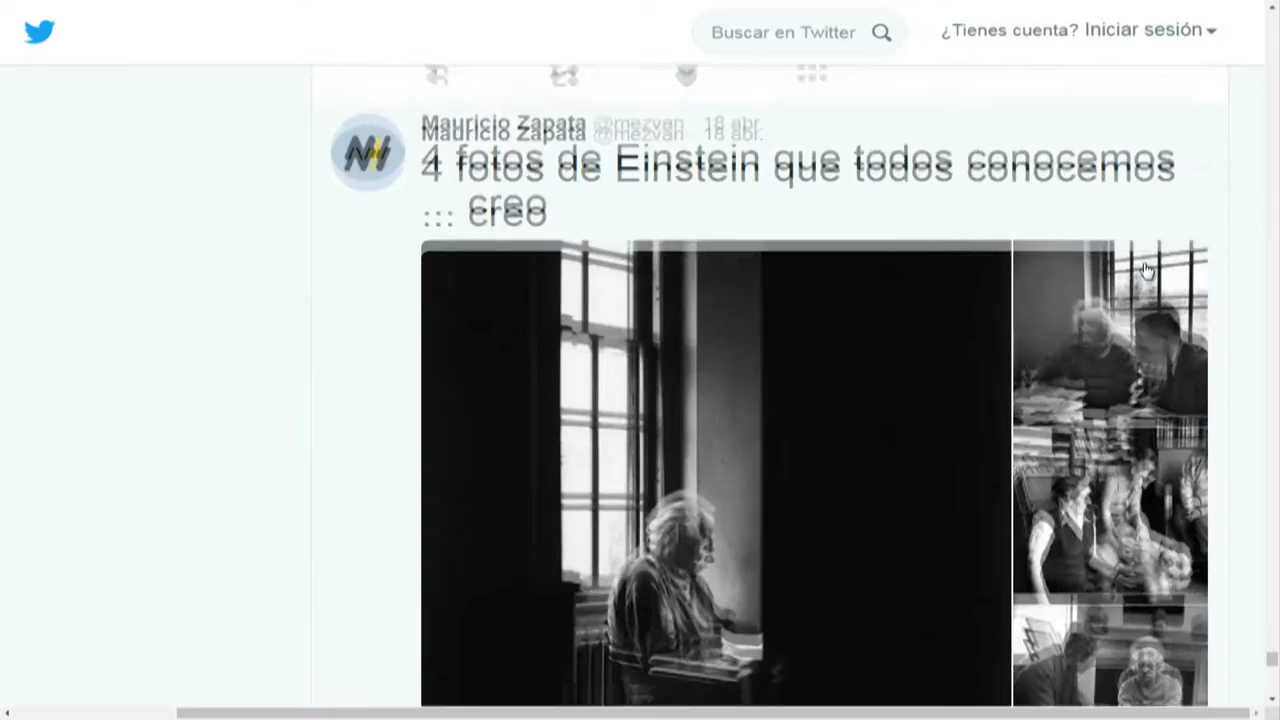 Buscar en Twitter
¿Tienes cuenta? Iniciar sesión
Mauricio Zapata @mezvan 18 abr.
4 fotos de Einstein que todos conocemos
... creo